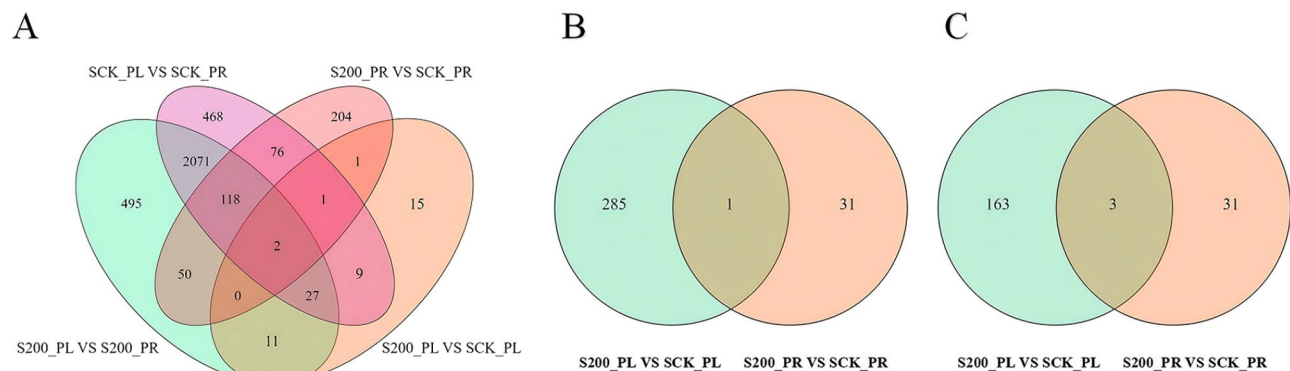 A
B
C
SCK_PL VS SCK_PR
S200_PR VS SCK_PR
468
204
76
1
2071
118
1
495
15
2
50
9
0
27
11
S200_PL VS S200_PR
S200_PL VS SCK_PL
285
1
31
S200_PL VS SCK_PL
S200_PR VS SCK_PR
163
3
31
S200_PL VS SCK_PL
S200_PR VS SCK_PR